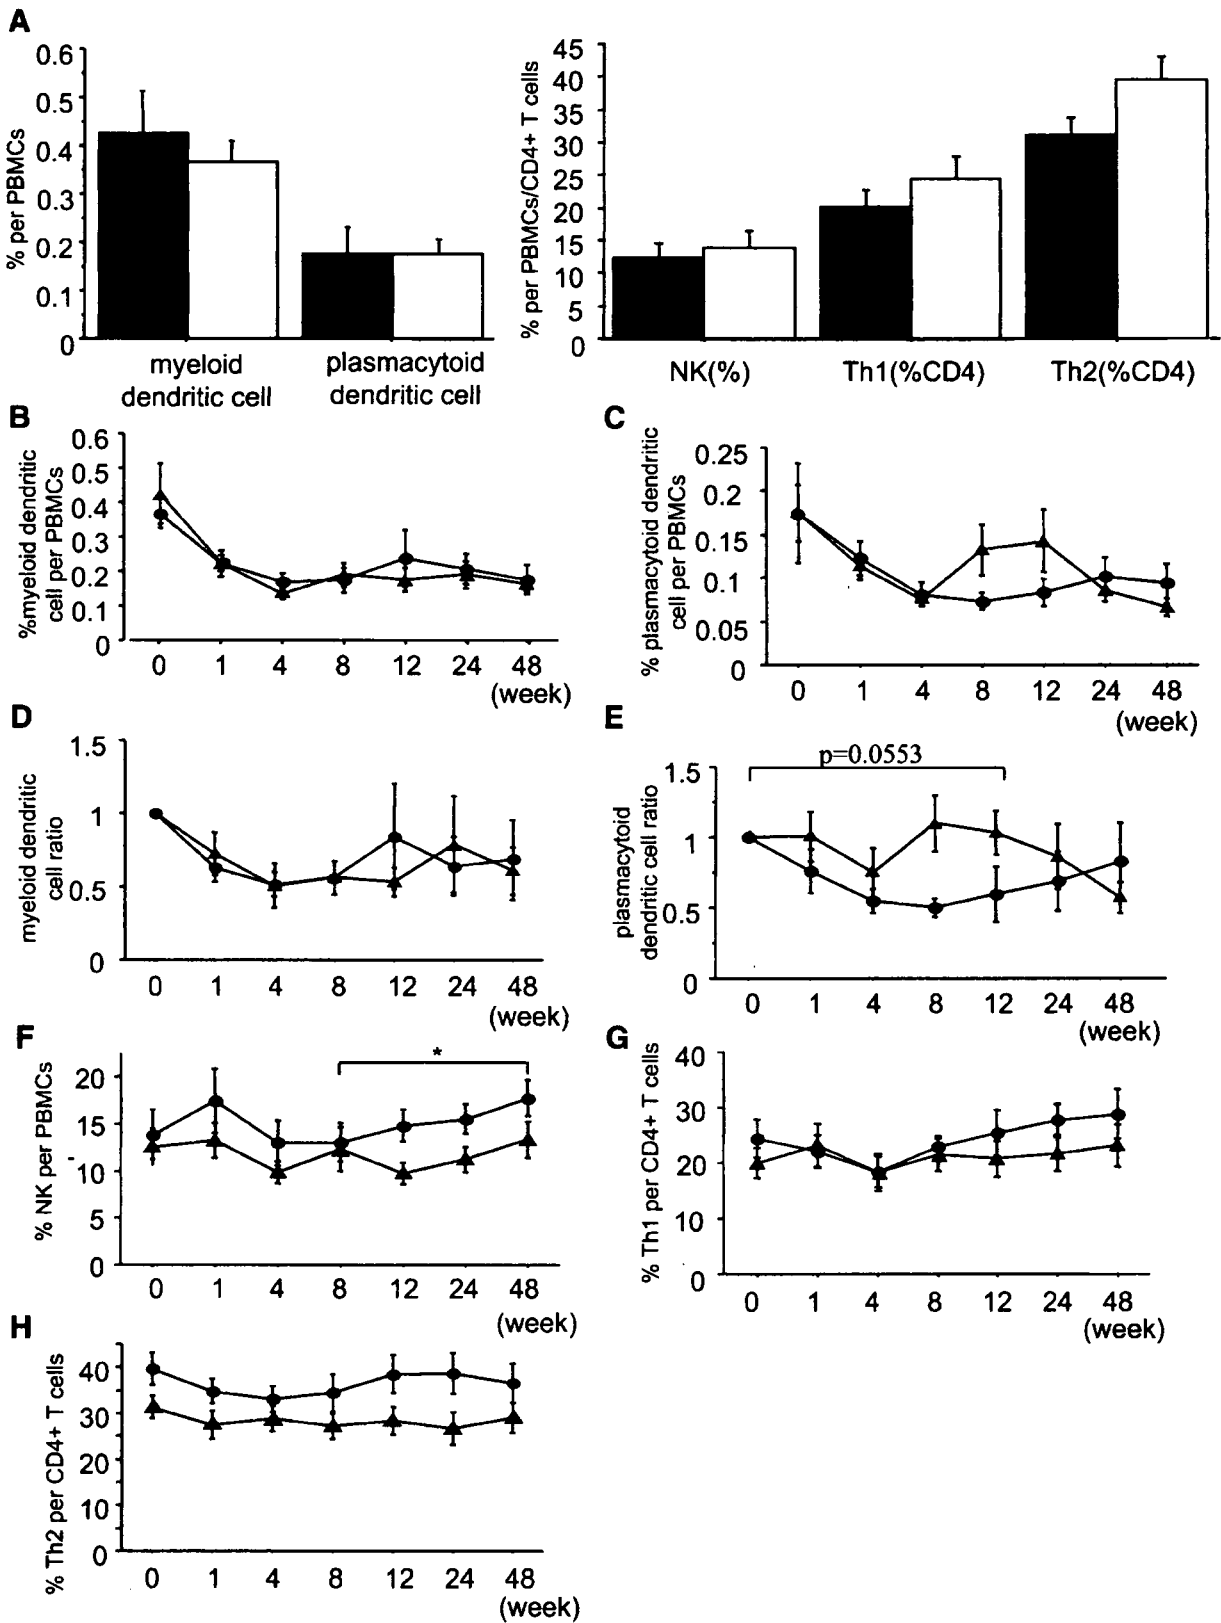 A
% per PBMCs
0.6
0.5
0.4
0.3
0.2
0.1
0
myeloid
dendritic cell
plasmacytoid
dendritic cell
% per PBMCs/CD4+ T cells
45
40
35
30
25
20
15
10
5
0
NK(%)
Th1(%CD4)
Th2(%CD4)
B
%myeloid dendritic
cell per PBMCs
0.6
0.5
0.4
0.3
0.2
0.1
0
0 1 4 8 12 24 48
(week)
C
% plasmacytoid dendritic
cell per PBMCs
0.25
0.2
0.15
0.1
0.05
0
0 1 4 8 12 24 48
(week)
D
myeloid dendritic
cell ratio
1.5
1
0.5
0
0 1 4 8 12 24 48
(week)
E
plasmacytoid
dendritic cell ratio
p=0.0553
1.5
1
0.5
0
0 1 4 8 12 24 48
(week)
F
% NK per PBMCs
*
20
15
10
5
0
0 1 4 8 12 24 48
(week)
G
% Th1 per CD4+ T cells
40
30
20
10
0
0 1 4 8 12 24 48
(week)
H
% Th2 per CD4+ T cells
40
30
20
10
0
0 1 4 8 12 24 48
(week)